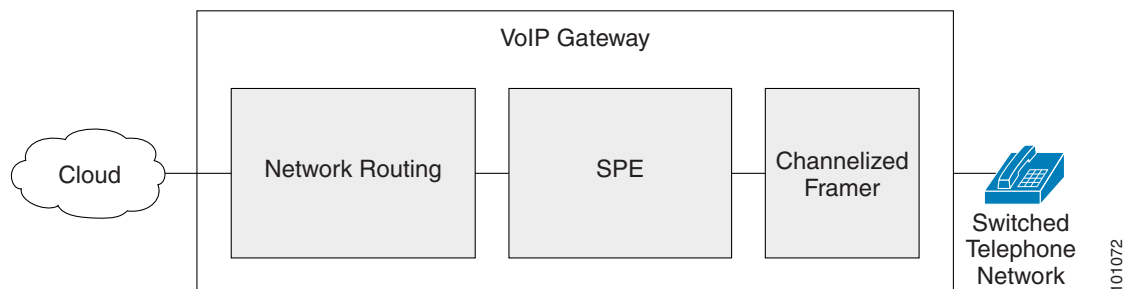 VoIP Gateway
Cloud
Network Routing
SPE
Channelized
Framer
Switched
Telephone
Network
101072